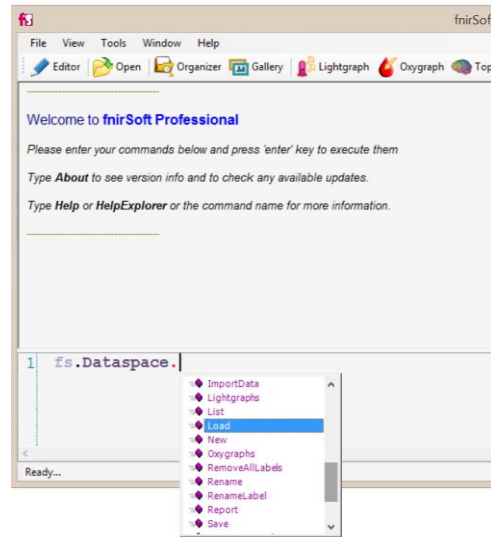 fnirSoft
File View Tools Window Help
Editor Open Organizer Gallery Lightgraph Oxygraph Top
Welcome to fnirSoft Professional
Please enter your commands below and press 'enter' key to execute them
Type About to see version info and to check any available updates.
Type Help or HelpExplorer or the command name for more information.
1 fs.Dataspace.
ImportData
Lightgraphs
List
Load
New
Oxygraphs
RemoveAllLabels
Rename
RenameLabel
Report
Save
Ready...